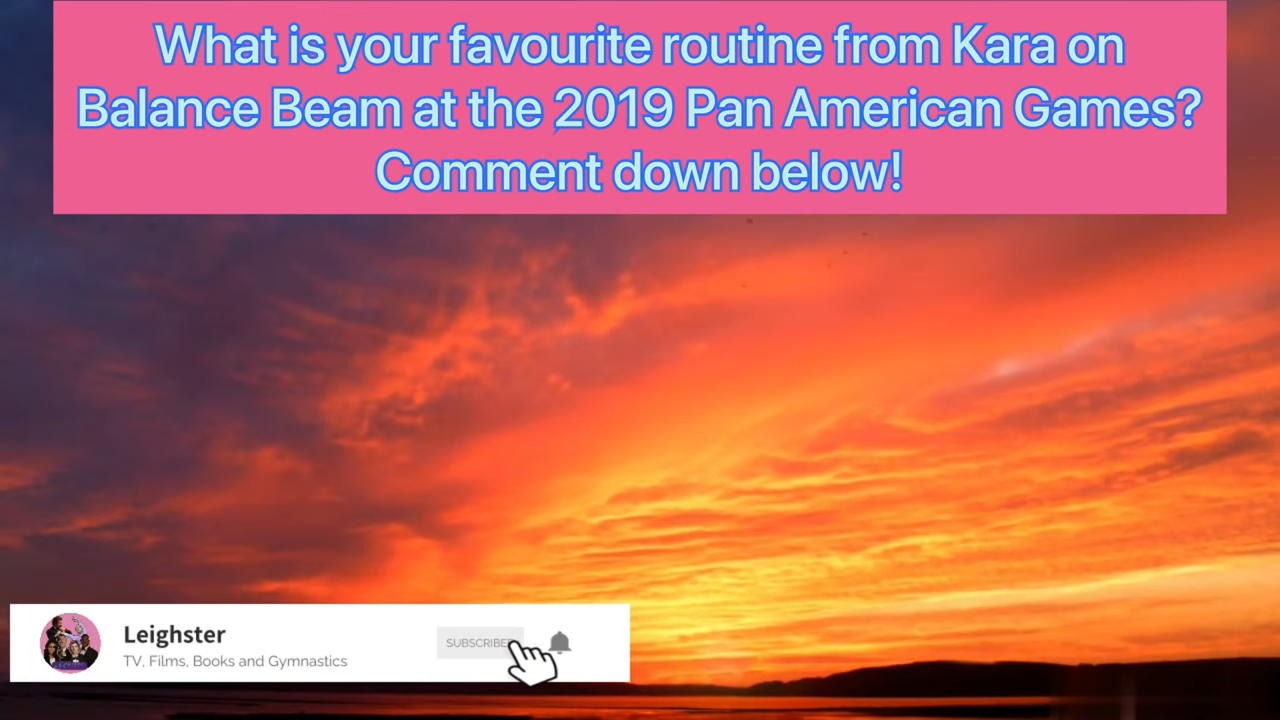 What is your favourite routine from Kara on
Balance Beam at the 2019 Pan American Games?
Comment down below!
Leighster
SUBSCRIBED
TV, Films, Books and Gymnastics